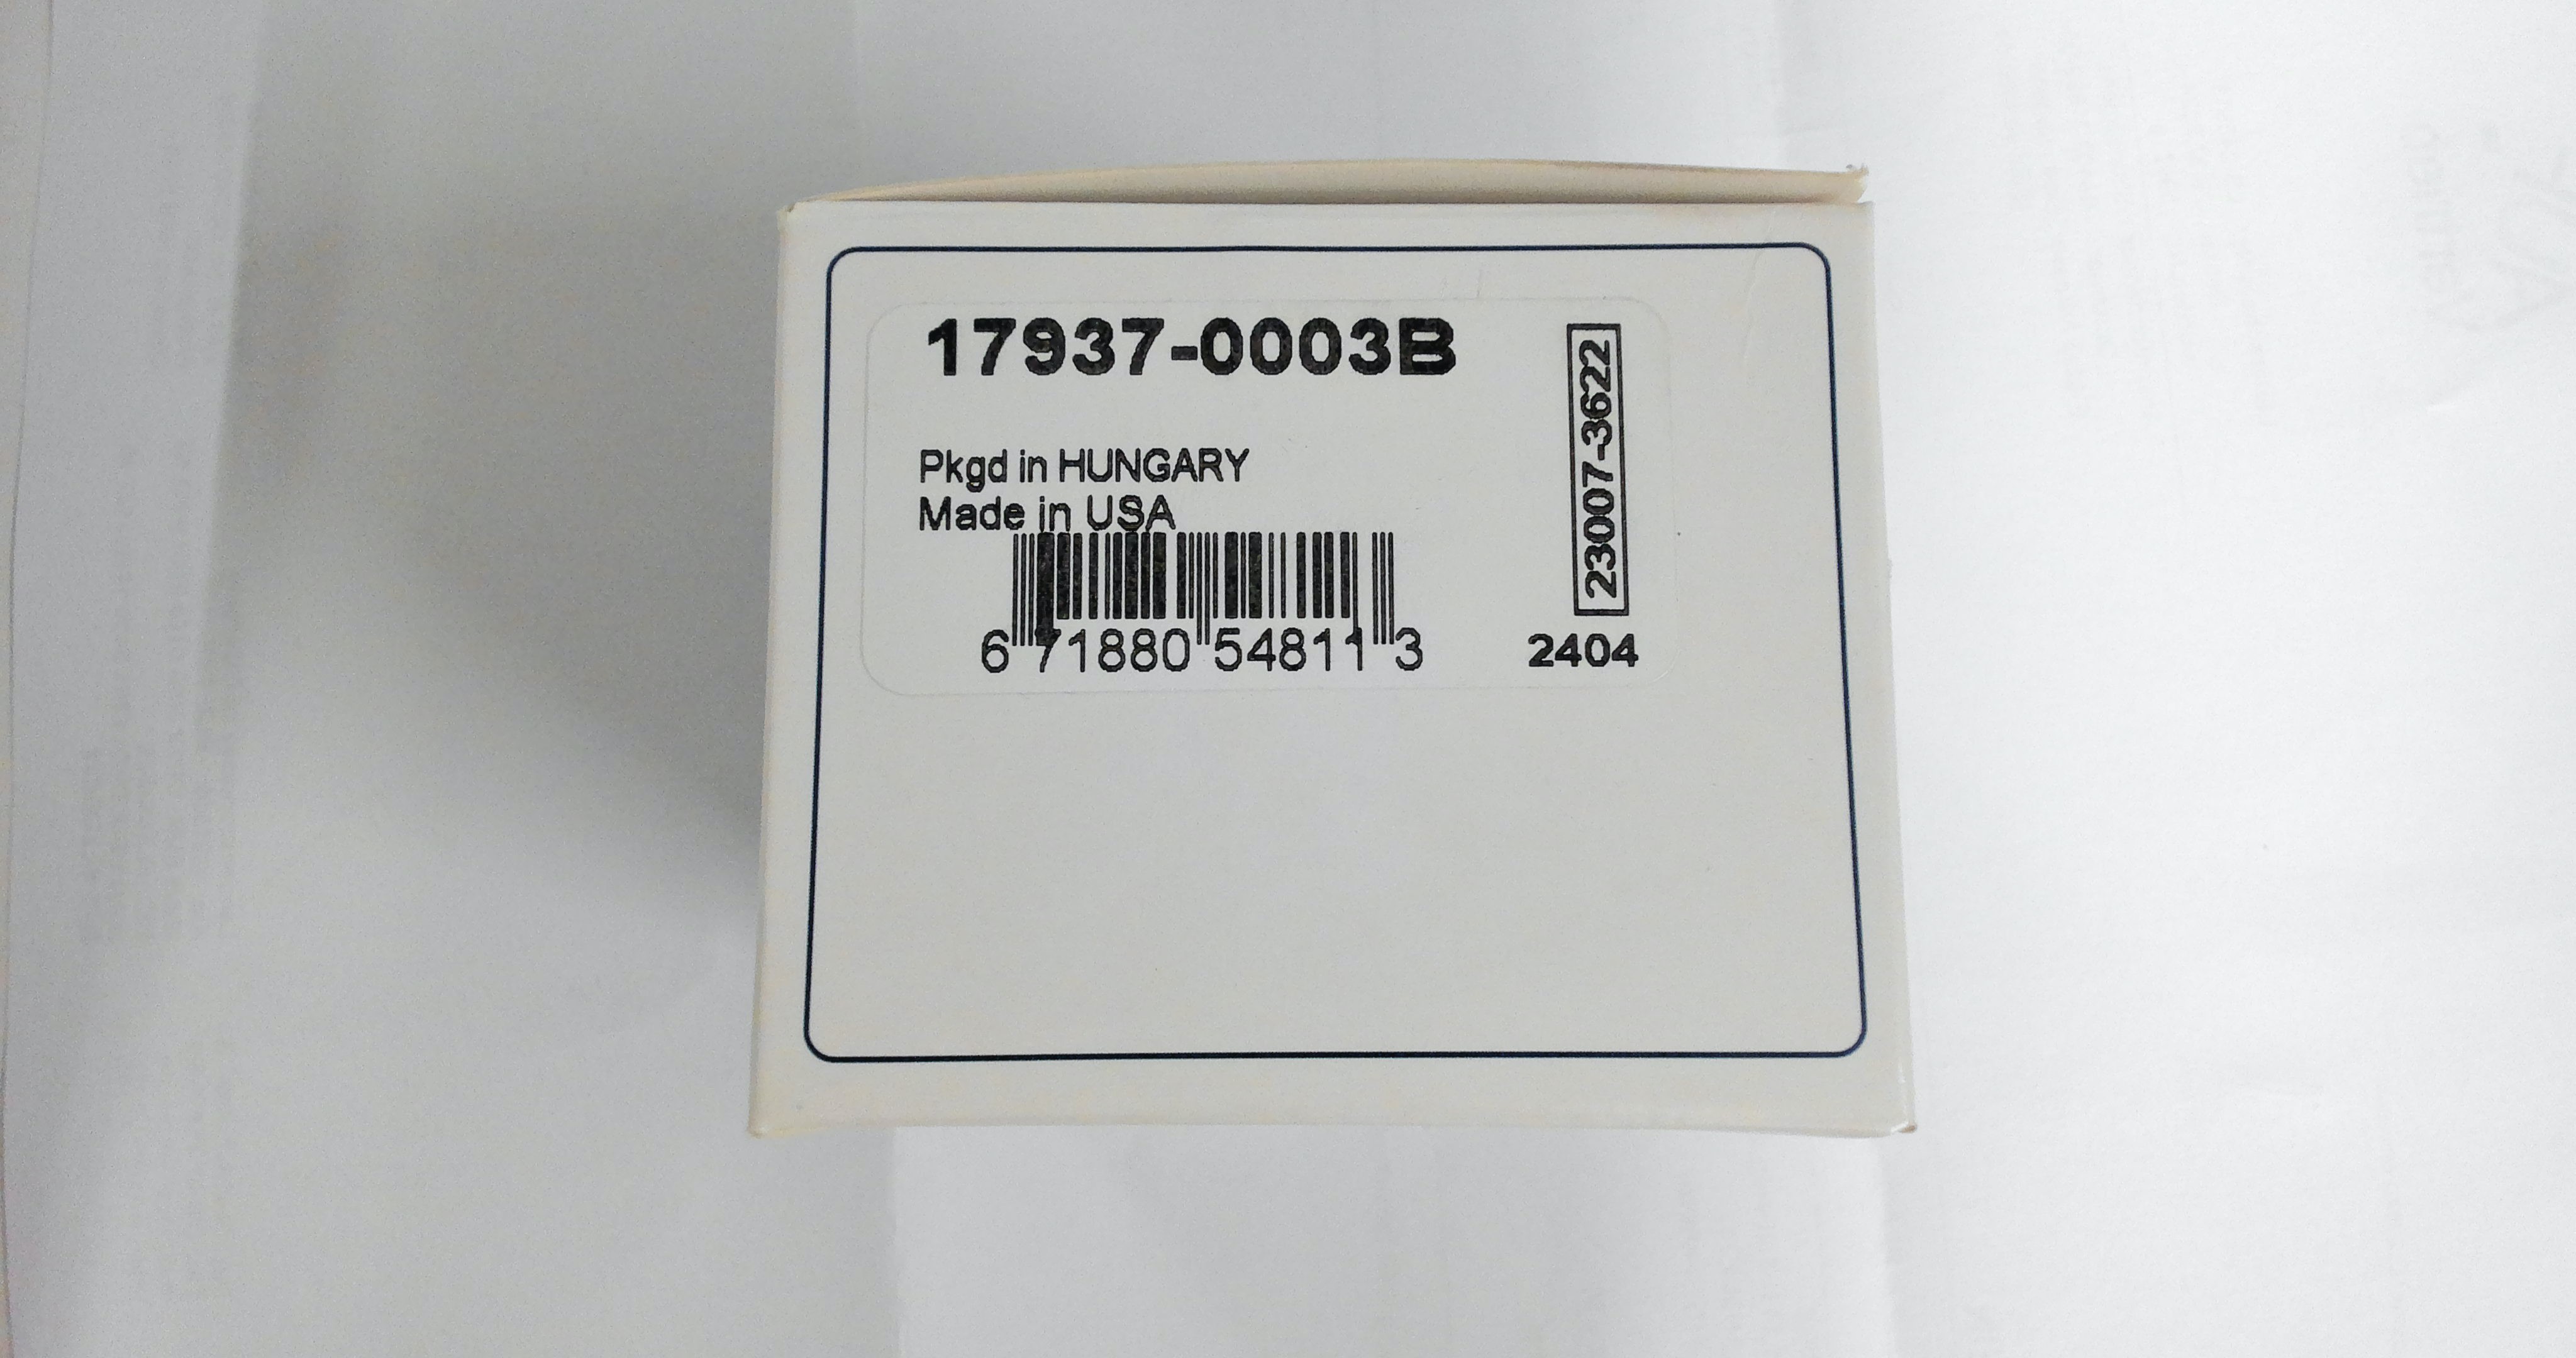 17937-0003B
23007-3622
Pkgd in HUNGARY
Made in USA
6 71880 54811 3
2404